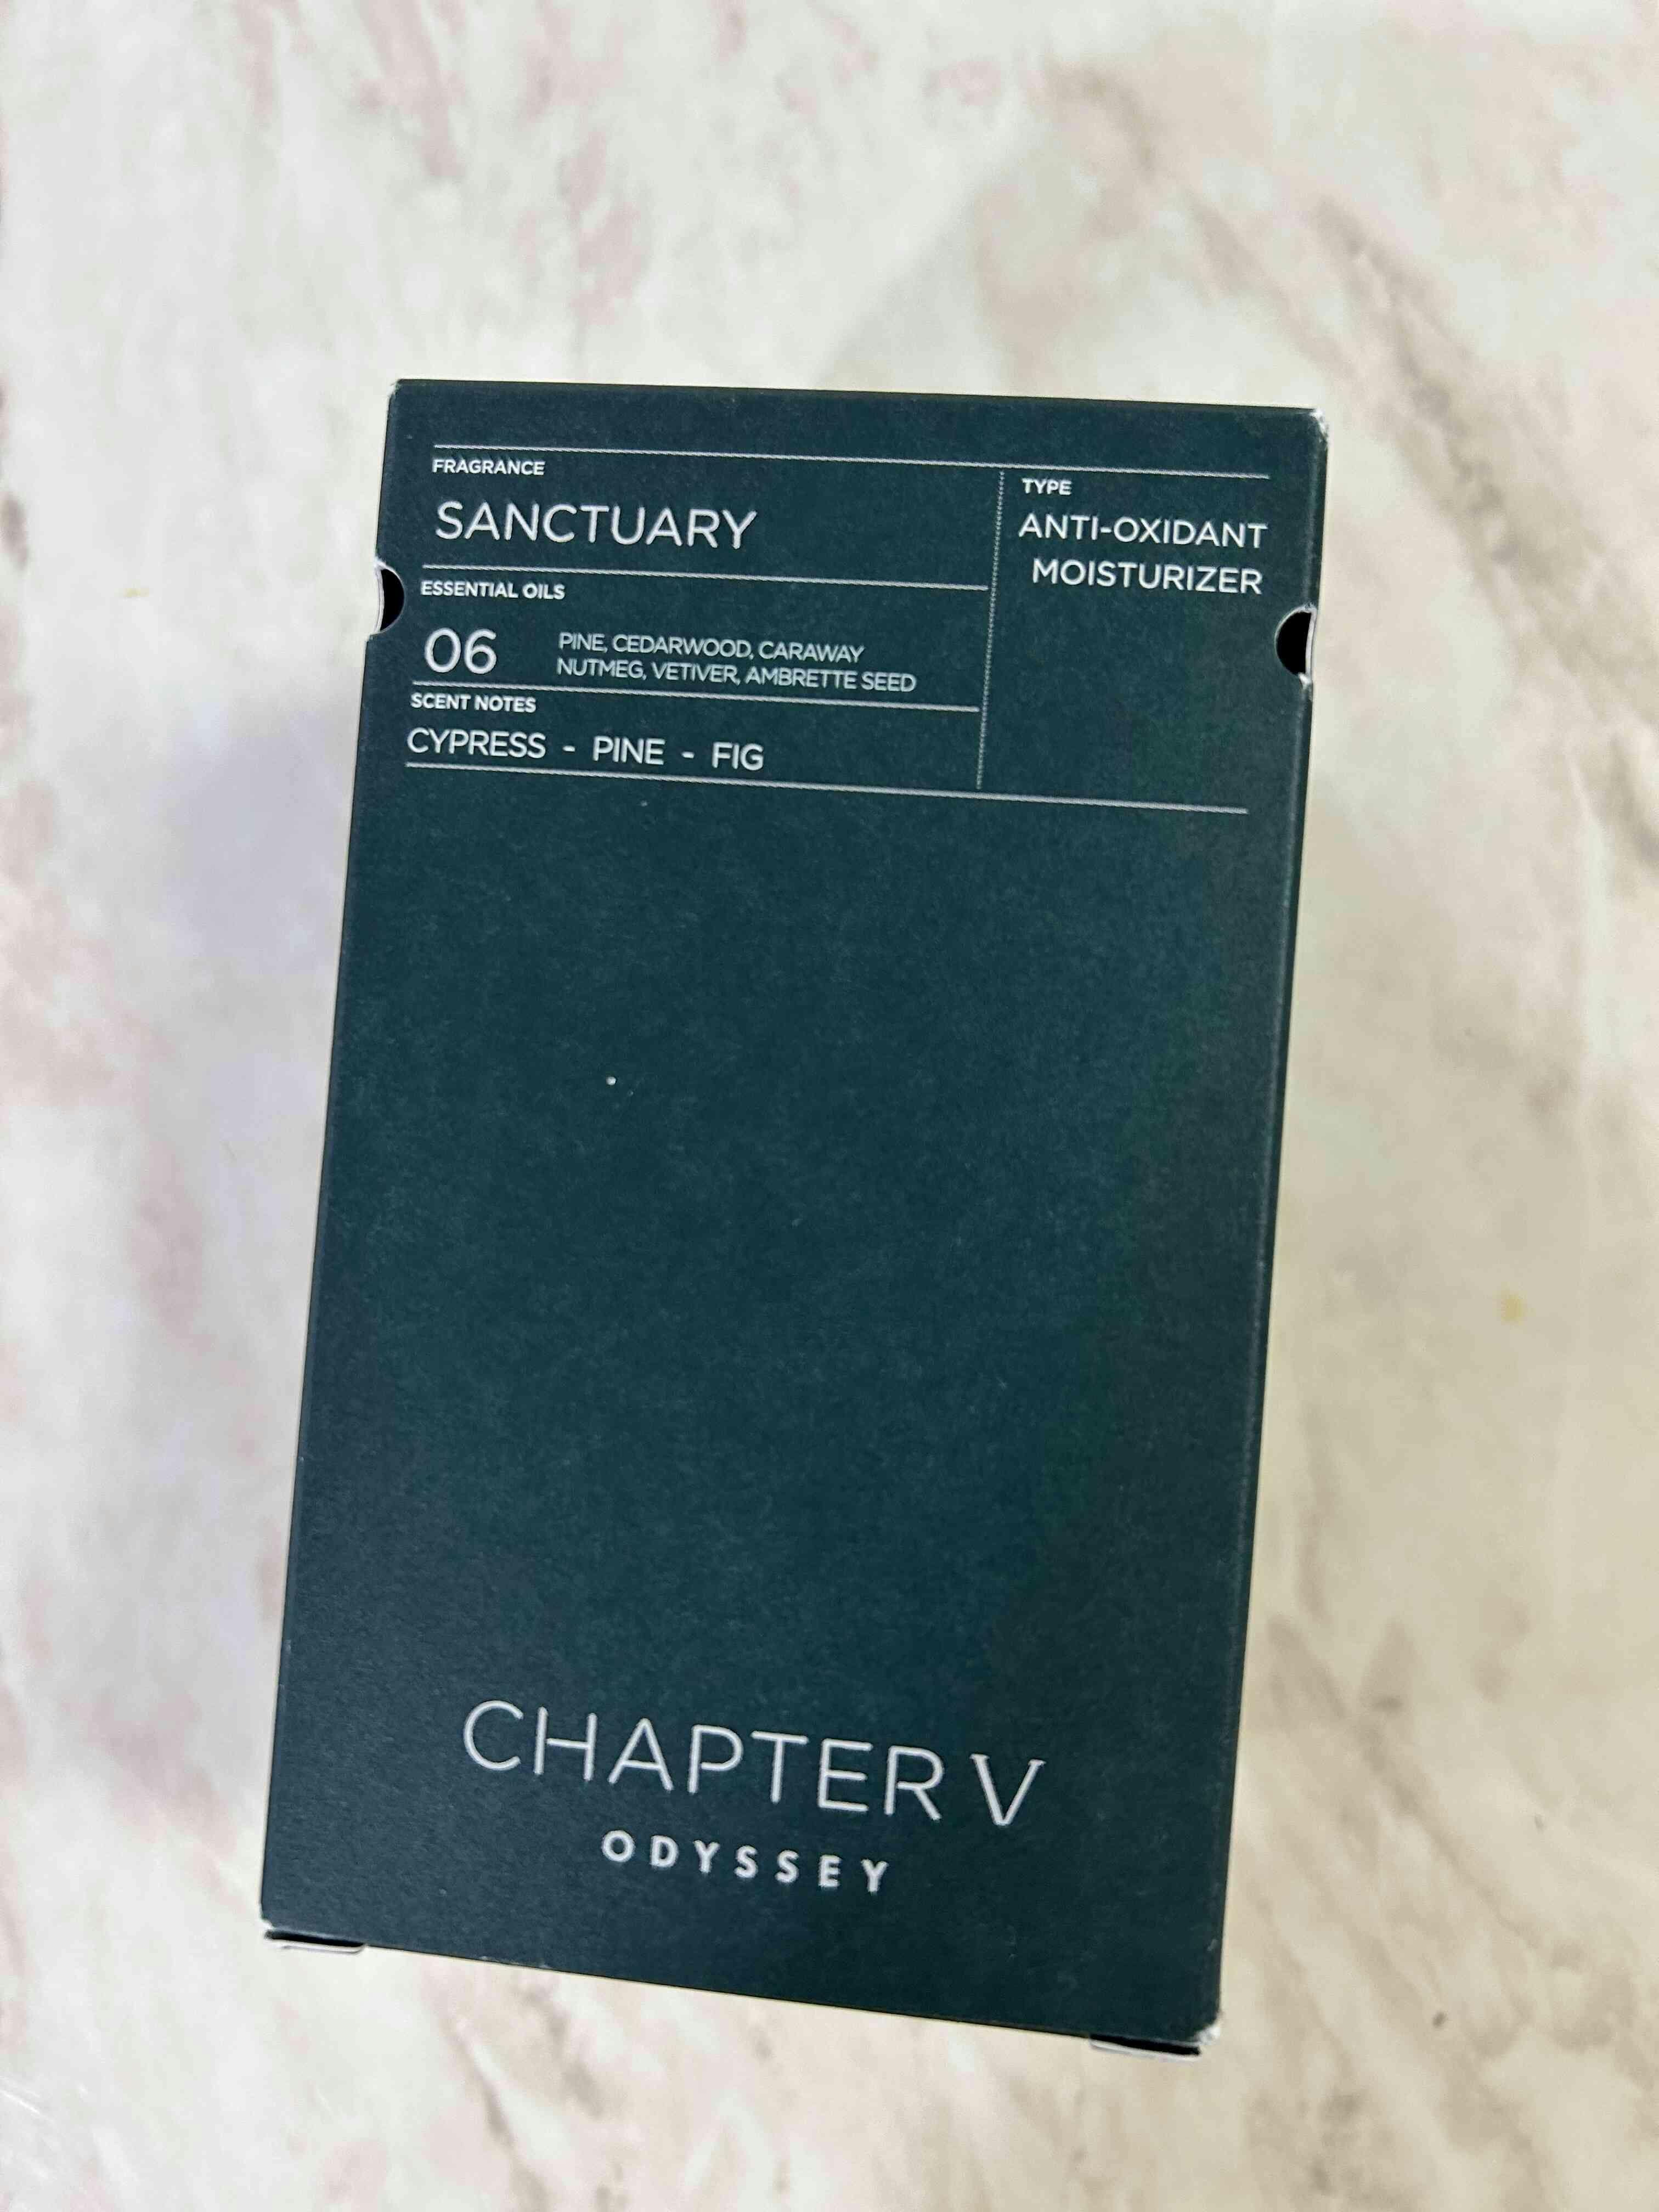 FRAGRANCE
SANCTUARY
TYPE
ANTI-OXIDANT
MOISTURIZER
ESSENTIAL OILS
06
PINE, CEDARWOOD, CARAWAY
NUTMEG, VETIVER, AMBRETTE SEED
SCENT NOTES
CYPRESS - PINE - FIG
CHAPTER V
ODYSSEY